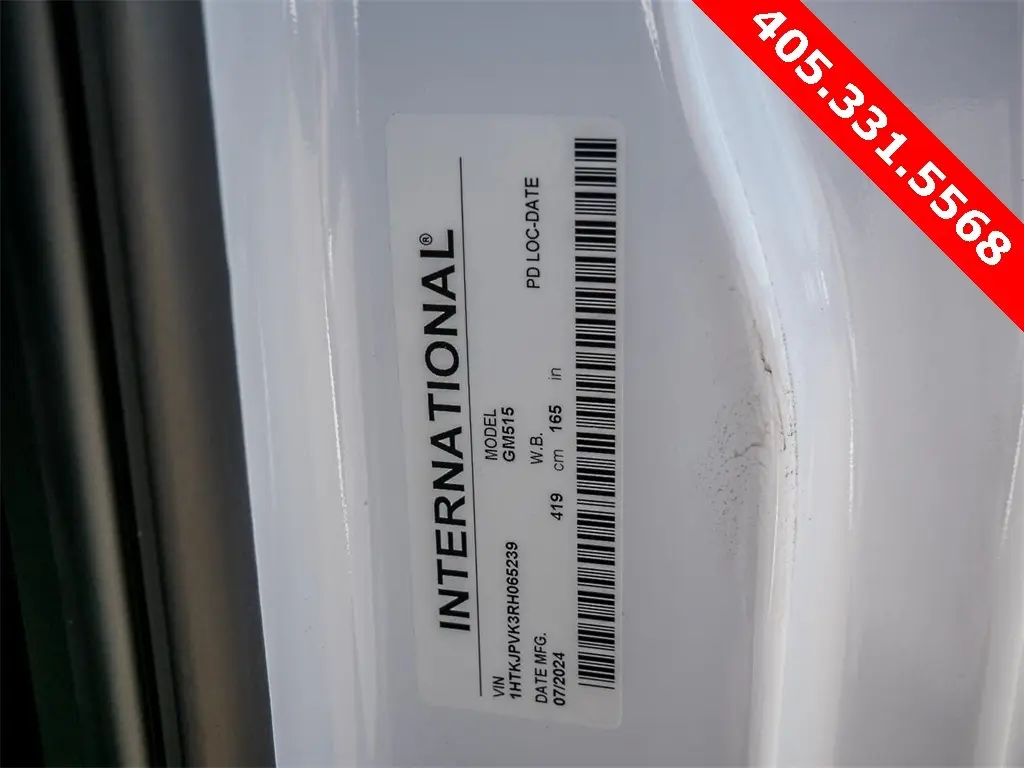 INTERNATIONAL®
VIN
1HTKJPVK3RH065239
MODEL
GM515
DATE MFG.
07/2024
W.B.
419 cm 165 in
PD LOC-DATE
405.331.5568